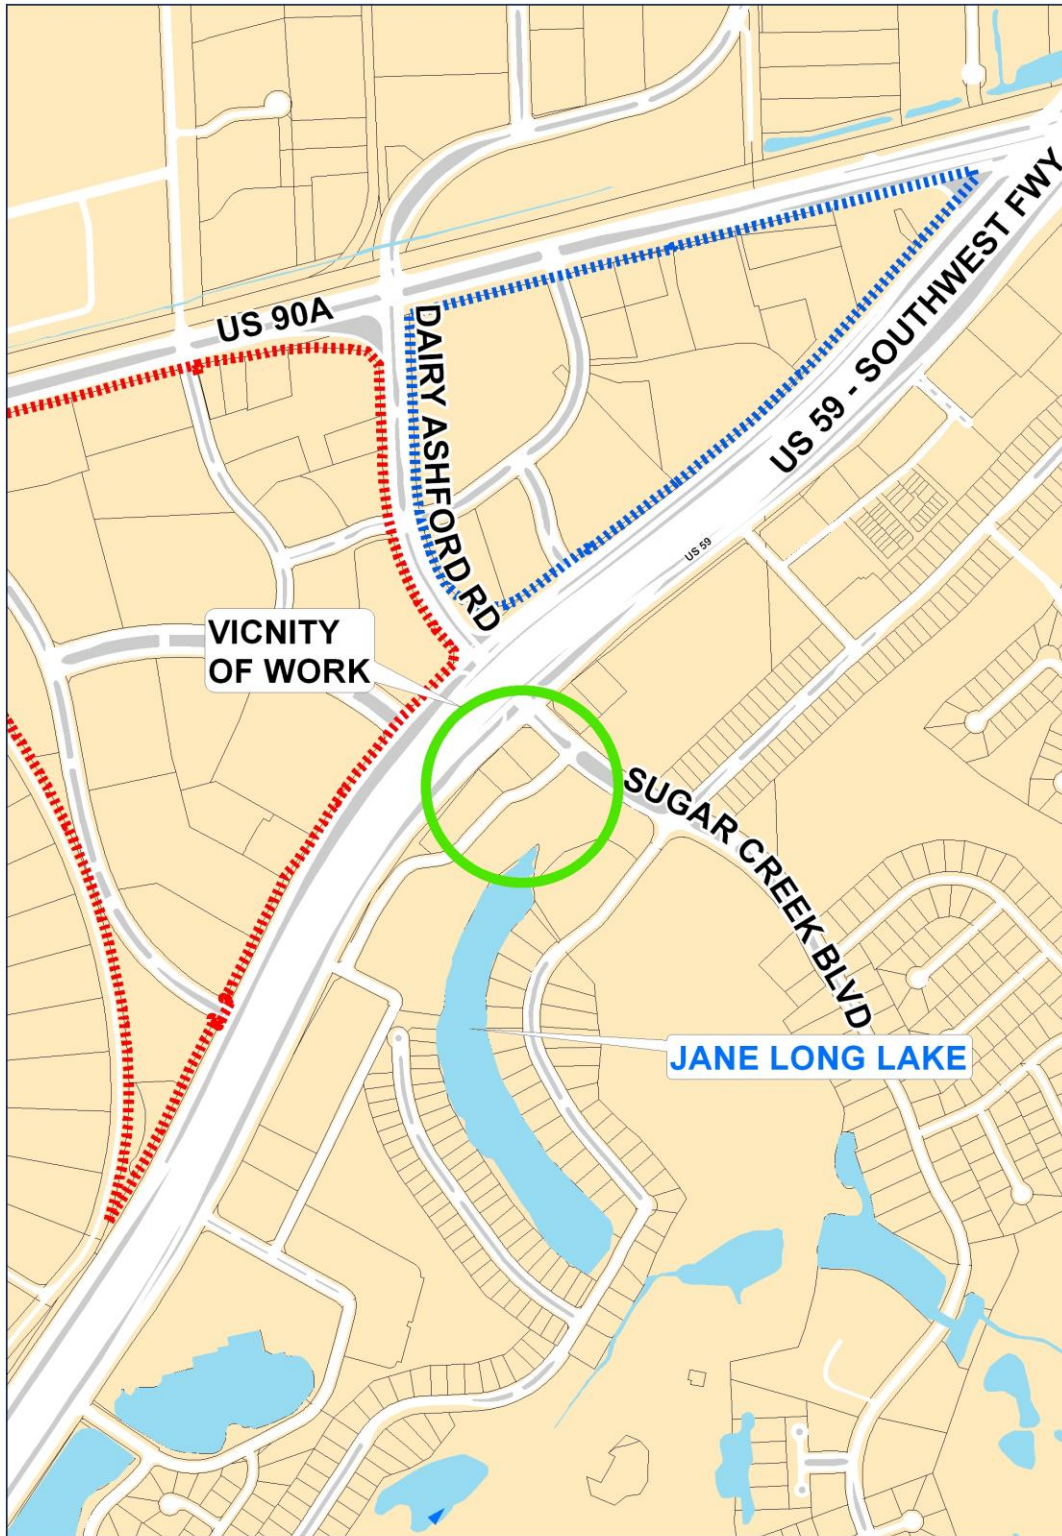 US 90A
DAIRY ASHFORD RD
US 59 - SOUTHWEST FWY
US 59
VICNITY
OF WORK
SUGAR CREEK BLVD
JANE LONG LAKE